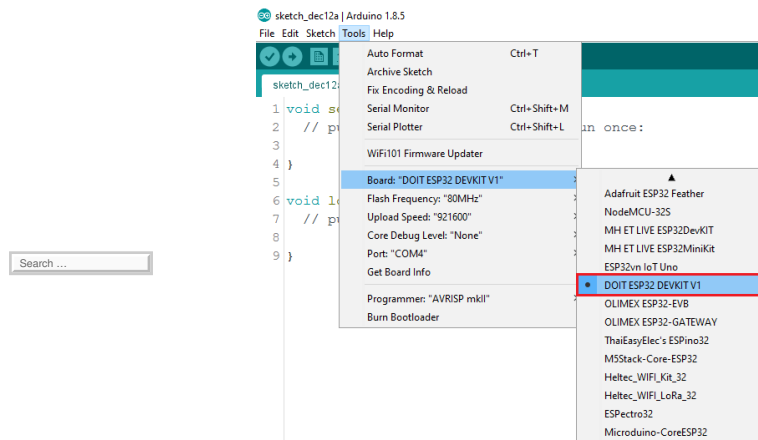 sketch_dec12a | Arduino 1.8.5
File Edit Sketch Tools Help
sketch_dec12a
Auto Format Ctrl+T
Archive Sketch
Fix Encoding & Reload
Serial Monitor Ctrl+Shift+M
Serial Plotter Ctrl+Shift+L
WiFi101 Firmware Updater
Board: "DOIT ESP32 DEVKIT V1"
Flash Frequency: "80MHz"
Upload Speed: "921600"
Core Debug Level: "None"
Port: "COM4"
Get Board Info
Programmer: "AVRISP mkII"
Burn Bootloader
1 void se
2 // pu un once:
3
4 }
5
6 void lo
7 // pu
8
9 }
Adafruit ESP32 Feather
NodeMCU-32S
MH ET LIVE ESP32DevKIT
MH ET LIVE ESP32MiniKit
ESP32vn IoT Uno
DOIT ESP32 DEVKIT V1
OLIMEX ESP32-EVB
OLIMEX ESP32-GATEWAY
ThaiEasyElec's ESPino32
M5Stack-Core-ESP32
Heltec_WIFI_Kit_32
Heltec_WIFI_LoRa_32
ESPectro32
Microduino-CoreESP32
Search ...